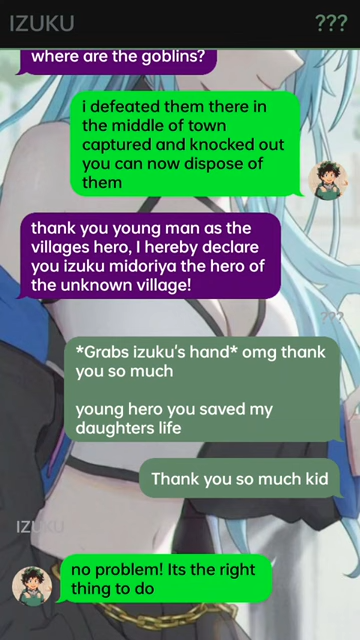 IZUKU ???
where are the goblins?
i defeated them there in
the middle of town
captured and knocked out
you can now dispose of
them
thank you young man as the
villages hero, I hereby declare
you izuku midoriya the hero of
the unknown village!
???
*Grabs izuku's hand* omg thank
you so much
young hero you saved my
daughters life
Thank you so much kid
IZUKU
no problem! Its the right
thing to do